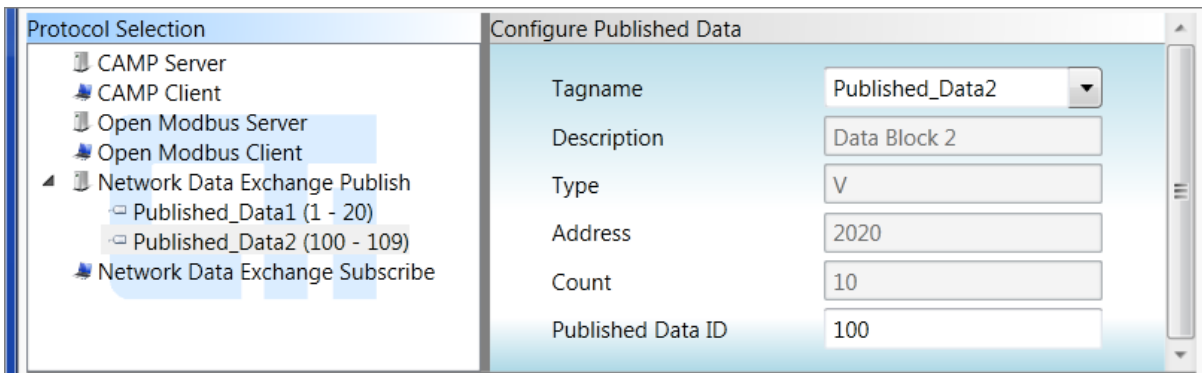 Protocol Selection
CAMP Server
CAMP Client
Open Modbus Server
Open Modbus Client
Network Data Exchange Publish
Published_Data1 (1 - 20)
Published_Data2 (100 - 109)
Network Data Exchange Subscribe
Configure Published Data
Tagname Published_Data2
Description Data Block 2
Type V
Address 2020
Count 10
Published Data ID 100